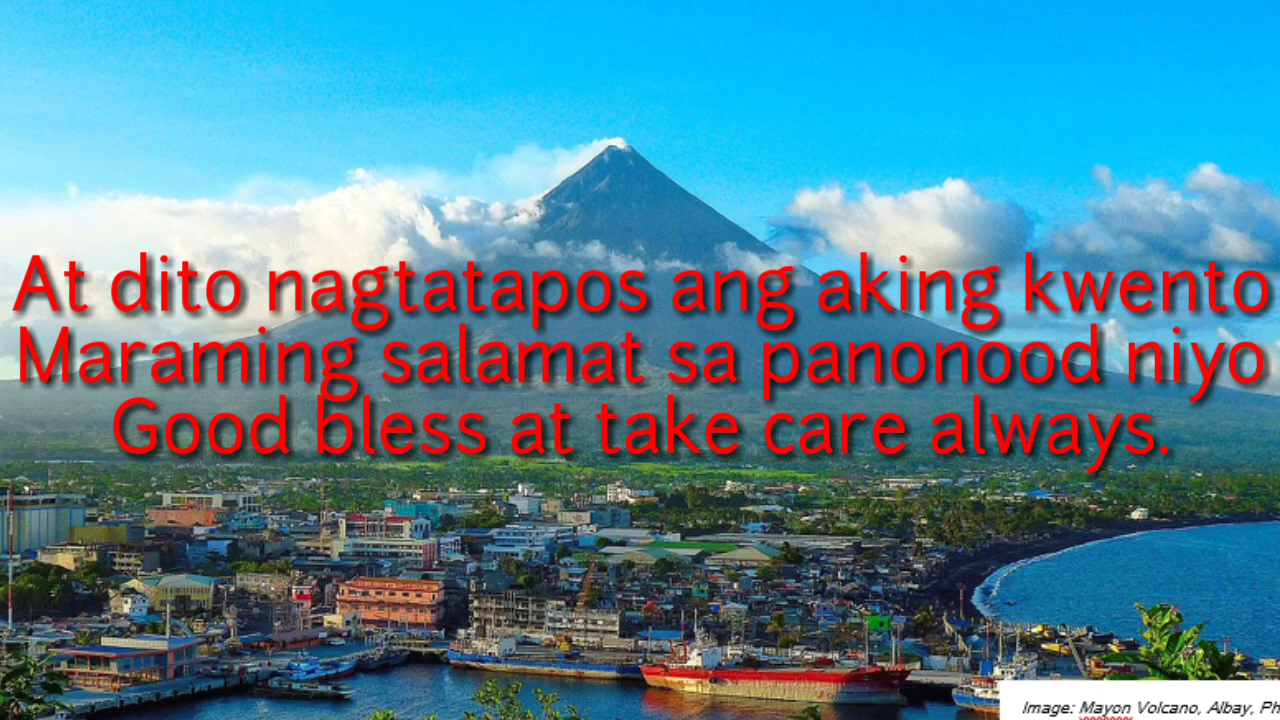 At dito nagtatapos ang aking kwento
Maraming salamat sa panonood niyo
Good bless at take care always.
Image: Mayon Volcano, Albay, Ph